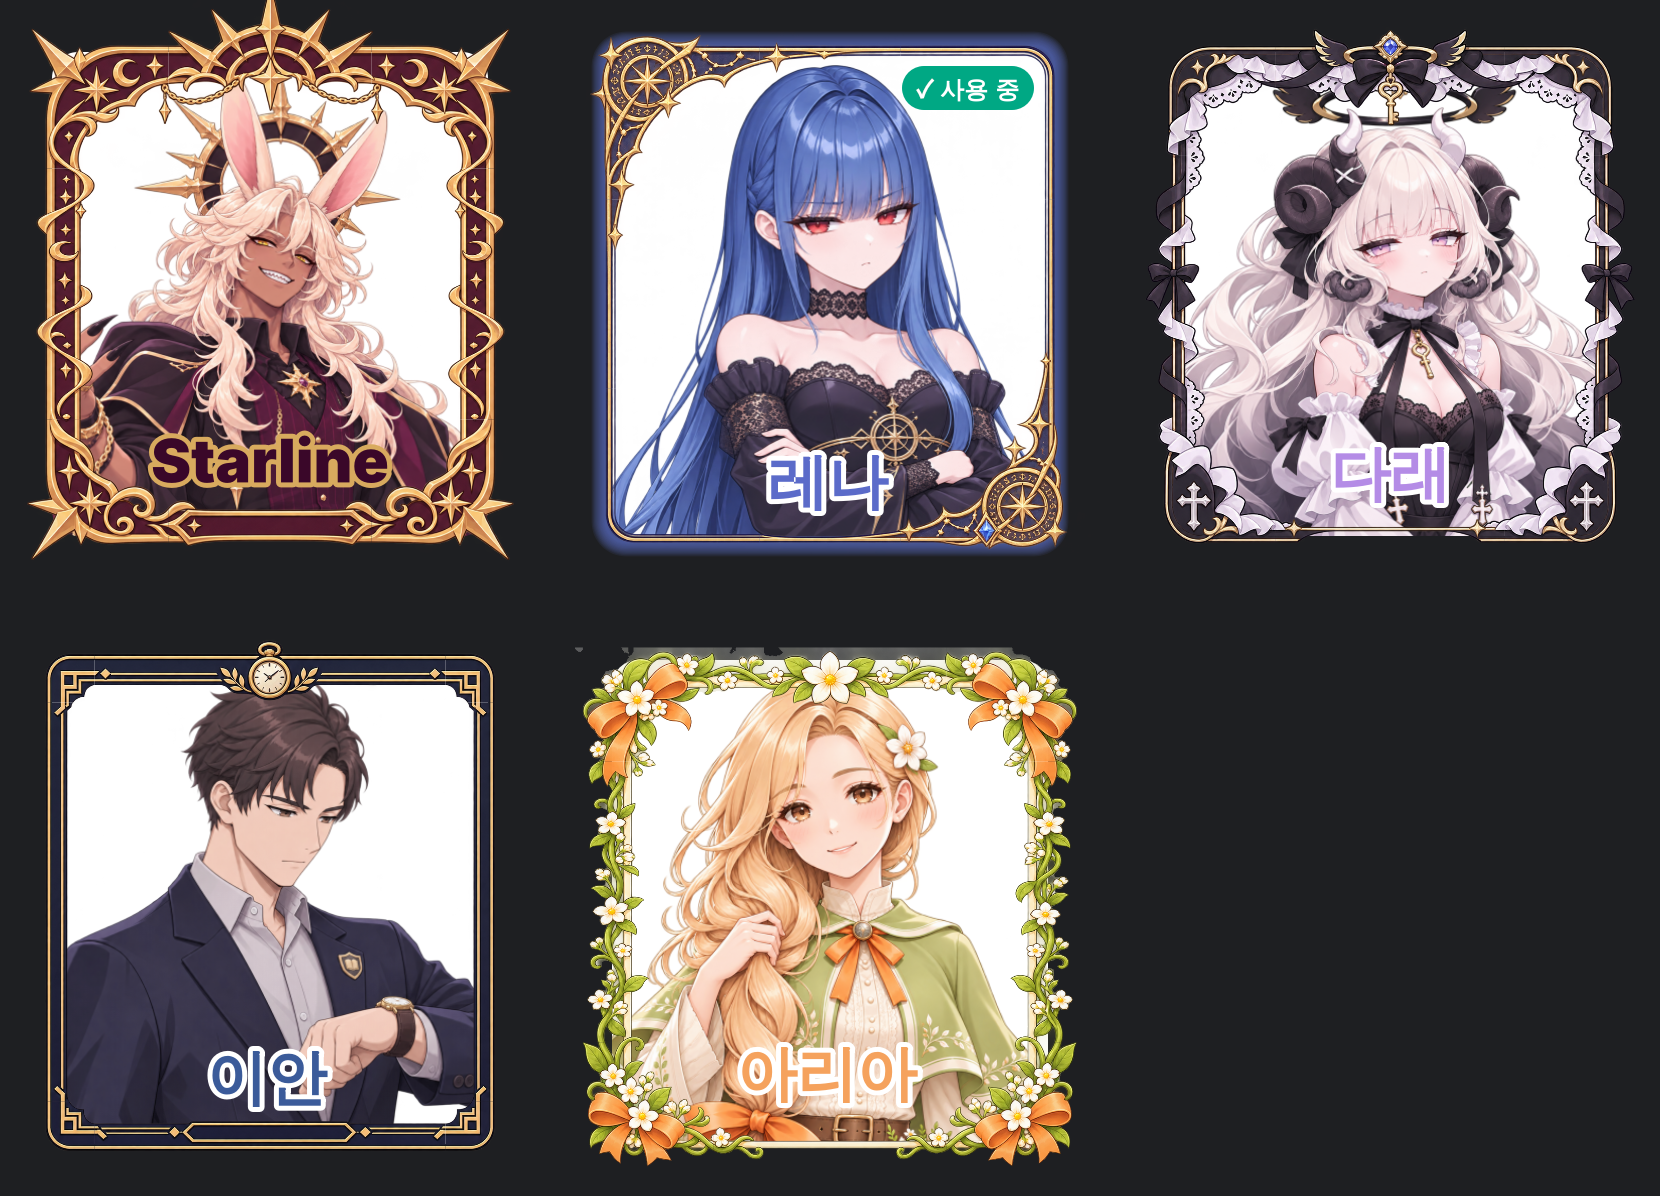 Starline
✓ 사용 중
레나
다래
이안
아리아